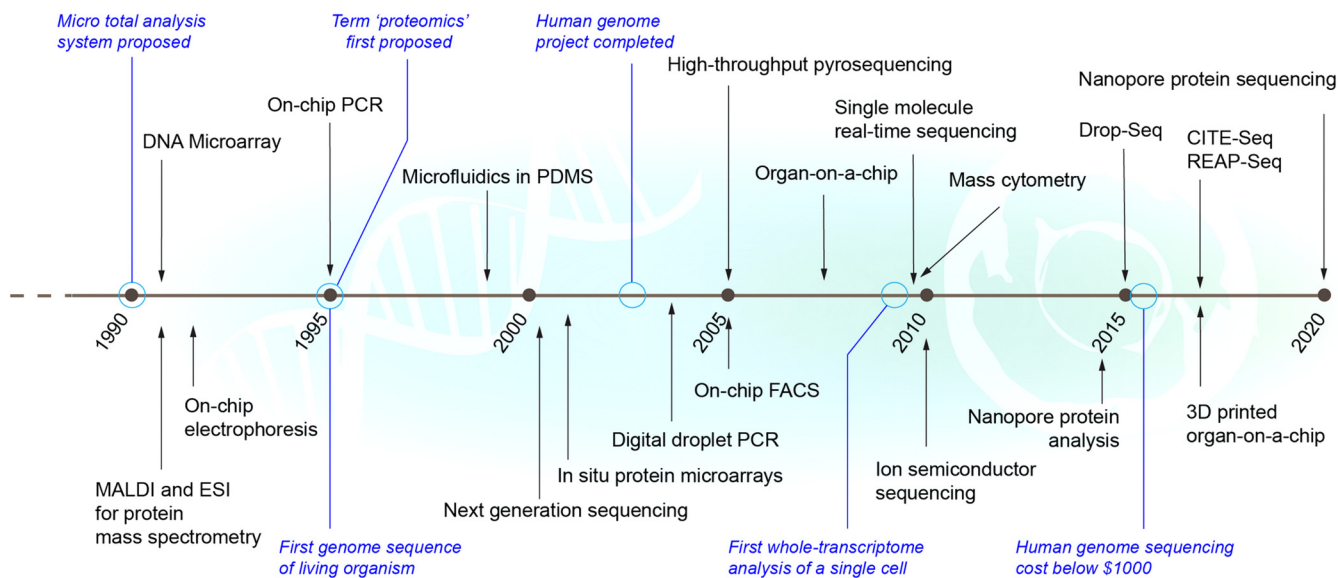 Micro total analysis
system proposed
Term ‘proteomics’
first proposed
Human genome
project completed
High-throughput pyrosequencing
Nanopore protein sequencing
On-chip PCR
Single molecule
real-time sequencing
DNA Microarray
Drop-Seq
CITE-Seq
REAP-Seq
Microfluidics in PDMS
Organ-on-a-chip
Mass cytometry
1990
1995
2000
2005
2010
2015
2020
On-chip
electrophoresis
On-chip FACS
Nanopore protein
analysis
3D printed
organ-on-a-chip
Digital droplet PCR
In situ protein microarrays
Ion semiconductor
sequencing
MALDI and ESI
for protein
mass spectrometry
Next generation sequencing
First genome sequence
of living organism
First whole-transcriptome
analysis of a single cell
Human genome sequencing
cost below $1000